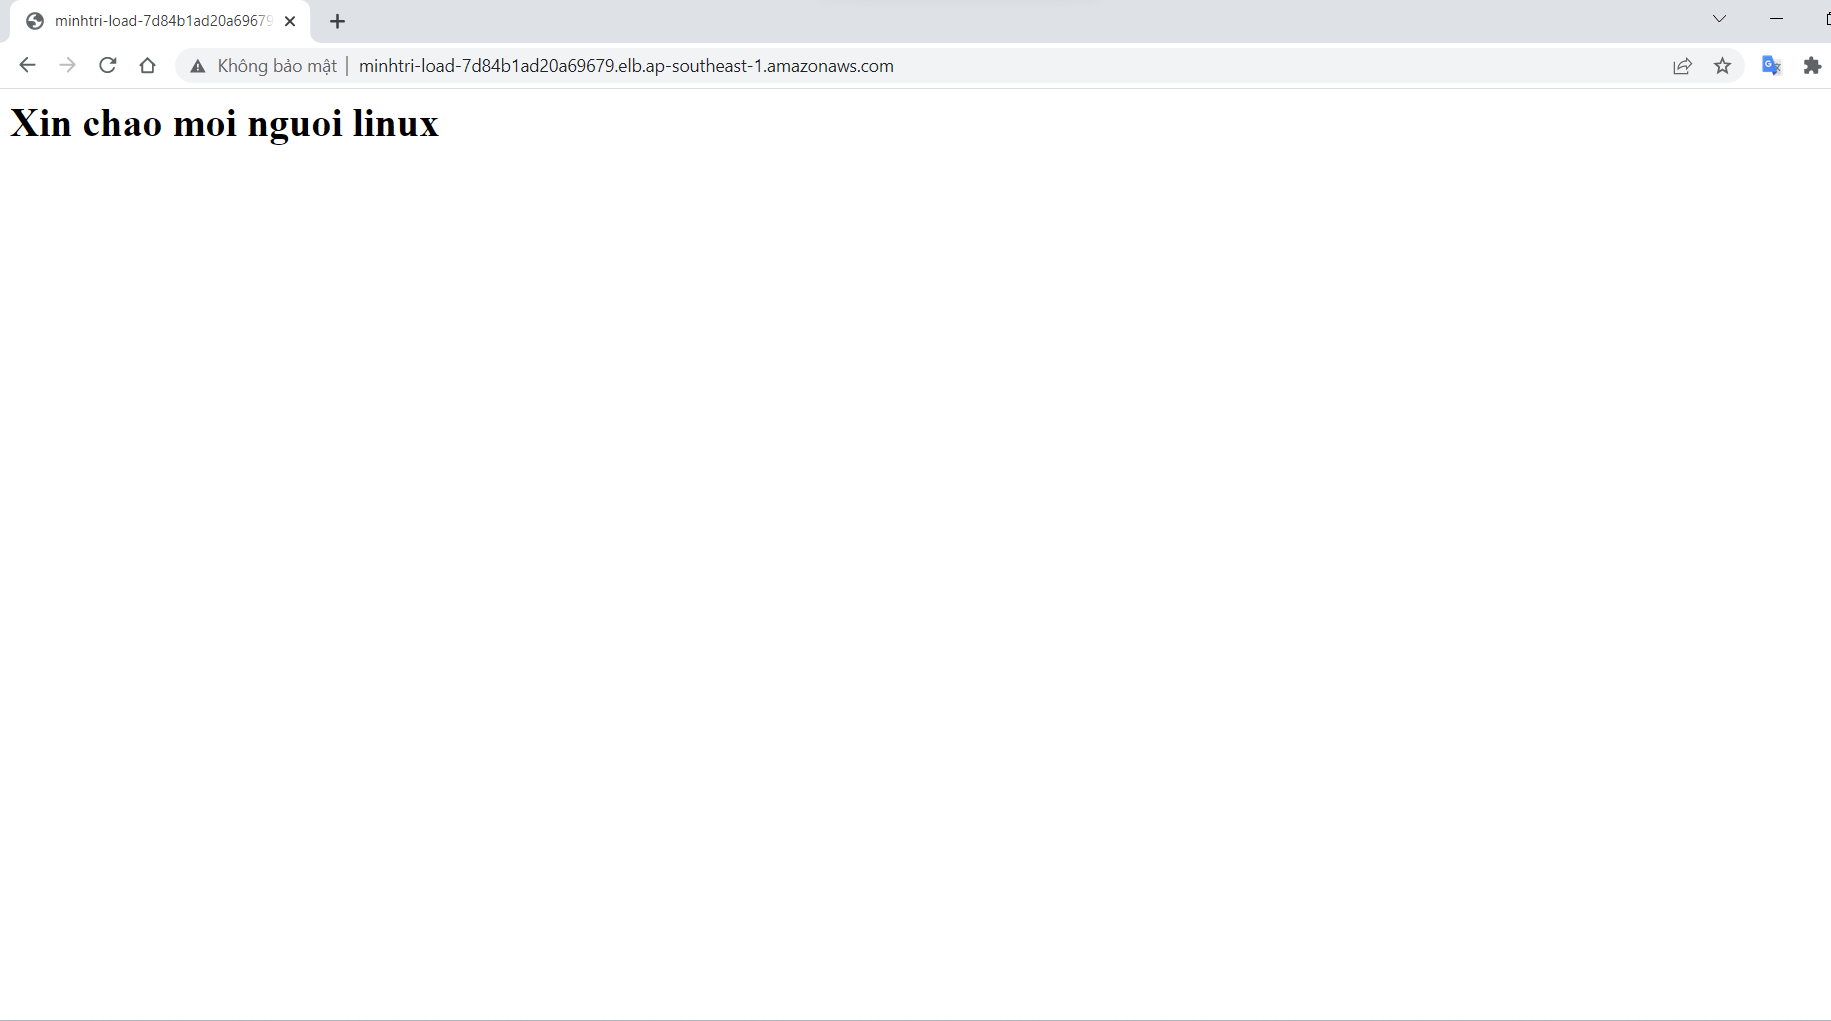 minhtri-load-7d84b1ad20a69679
Không bảo mật | minhtri-load-7d84b1ad20a69679.elb.ap-southeast-1.amazonaws.com
Xin chao moi nguoi linux